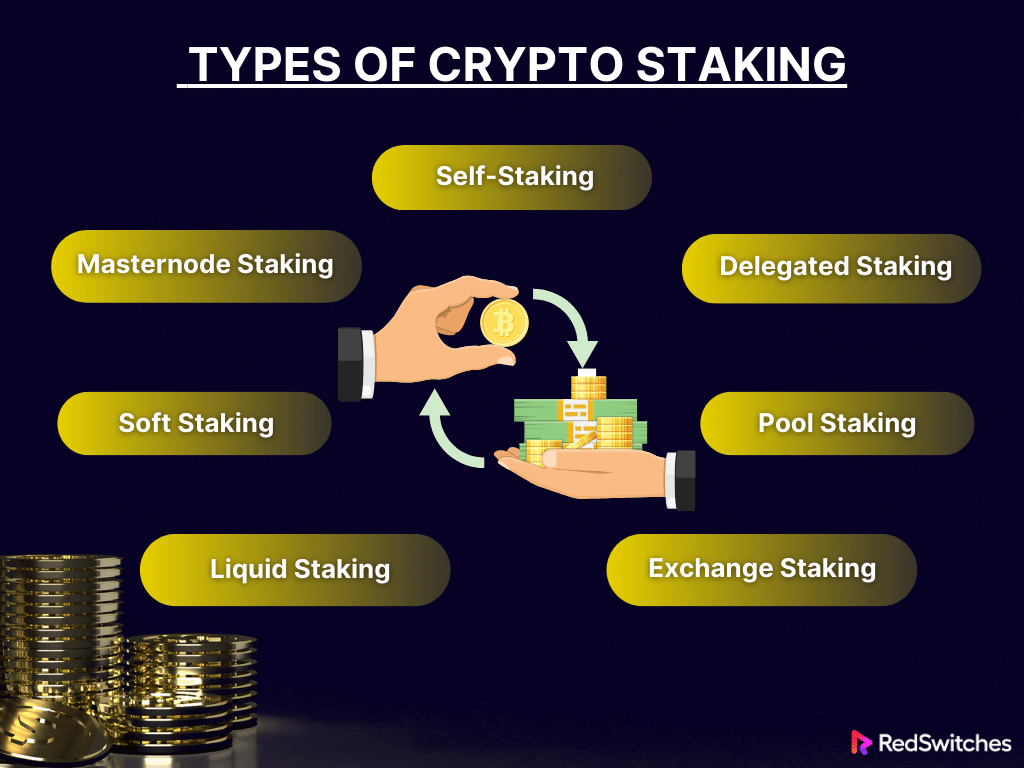 TYPES OF CRYPTO STAKING
Self-Staking
Masternode Staking
Delegated Staking
Soft Staking
Pool Staking
Liquid Staking
Exchange Staking
RedSwitches